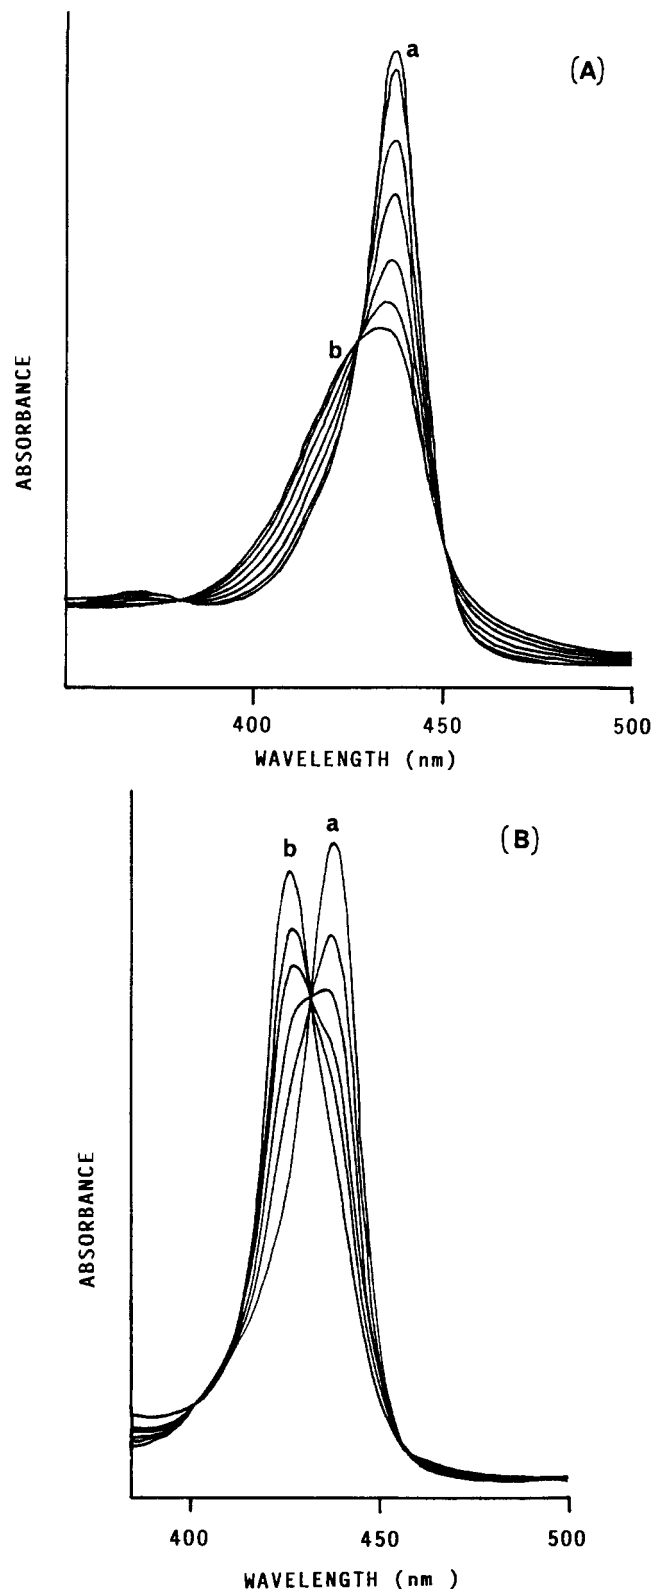 a
(A)
b
ABSORBANCE
400
450
500
WAVELENGTH (nm)
a
b
(B)
ABSORBANCE
400
450
500
WAVELENGTH (nm )